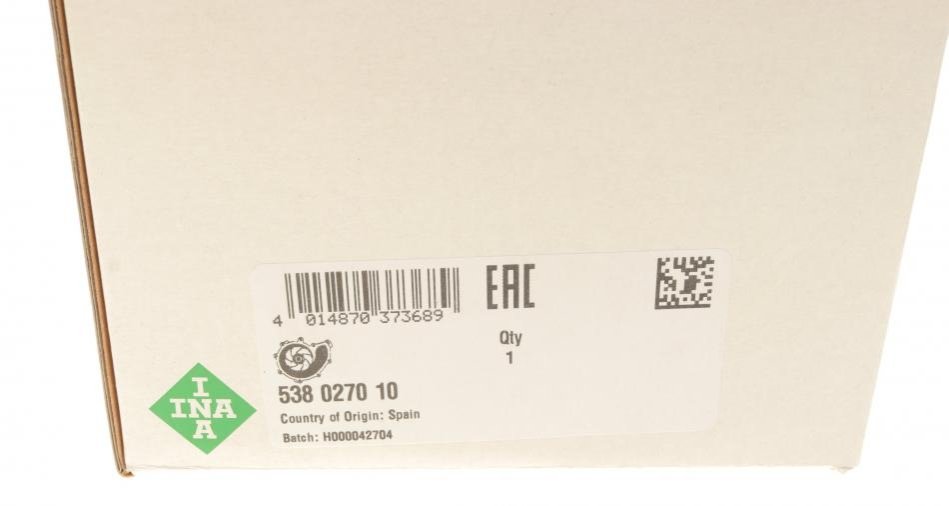 4 014870 373689
EAC
Qty
1
538 0270 10
Country of Origin: Spain
Batch: H000042704
I
INA
A